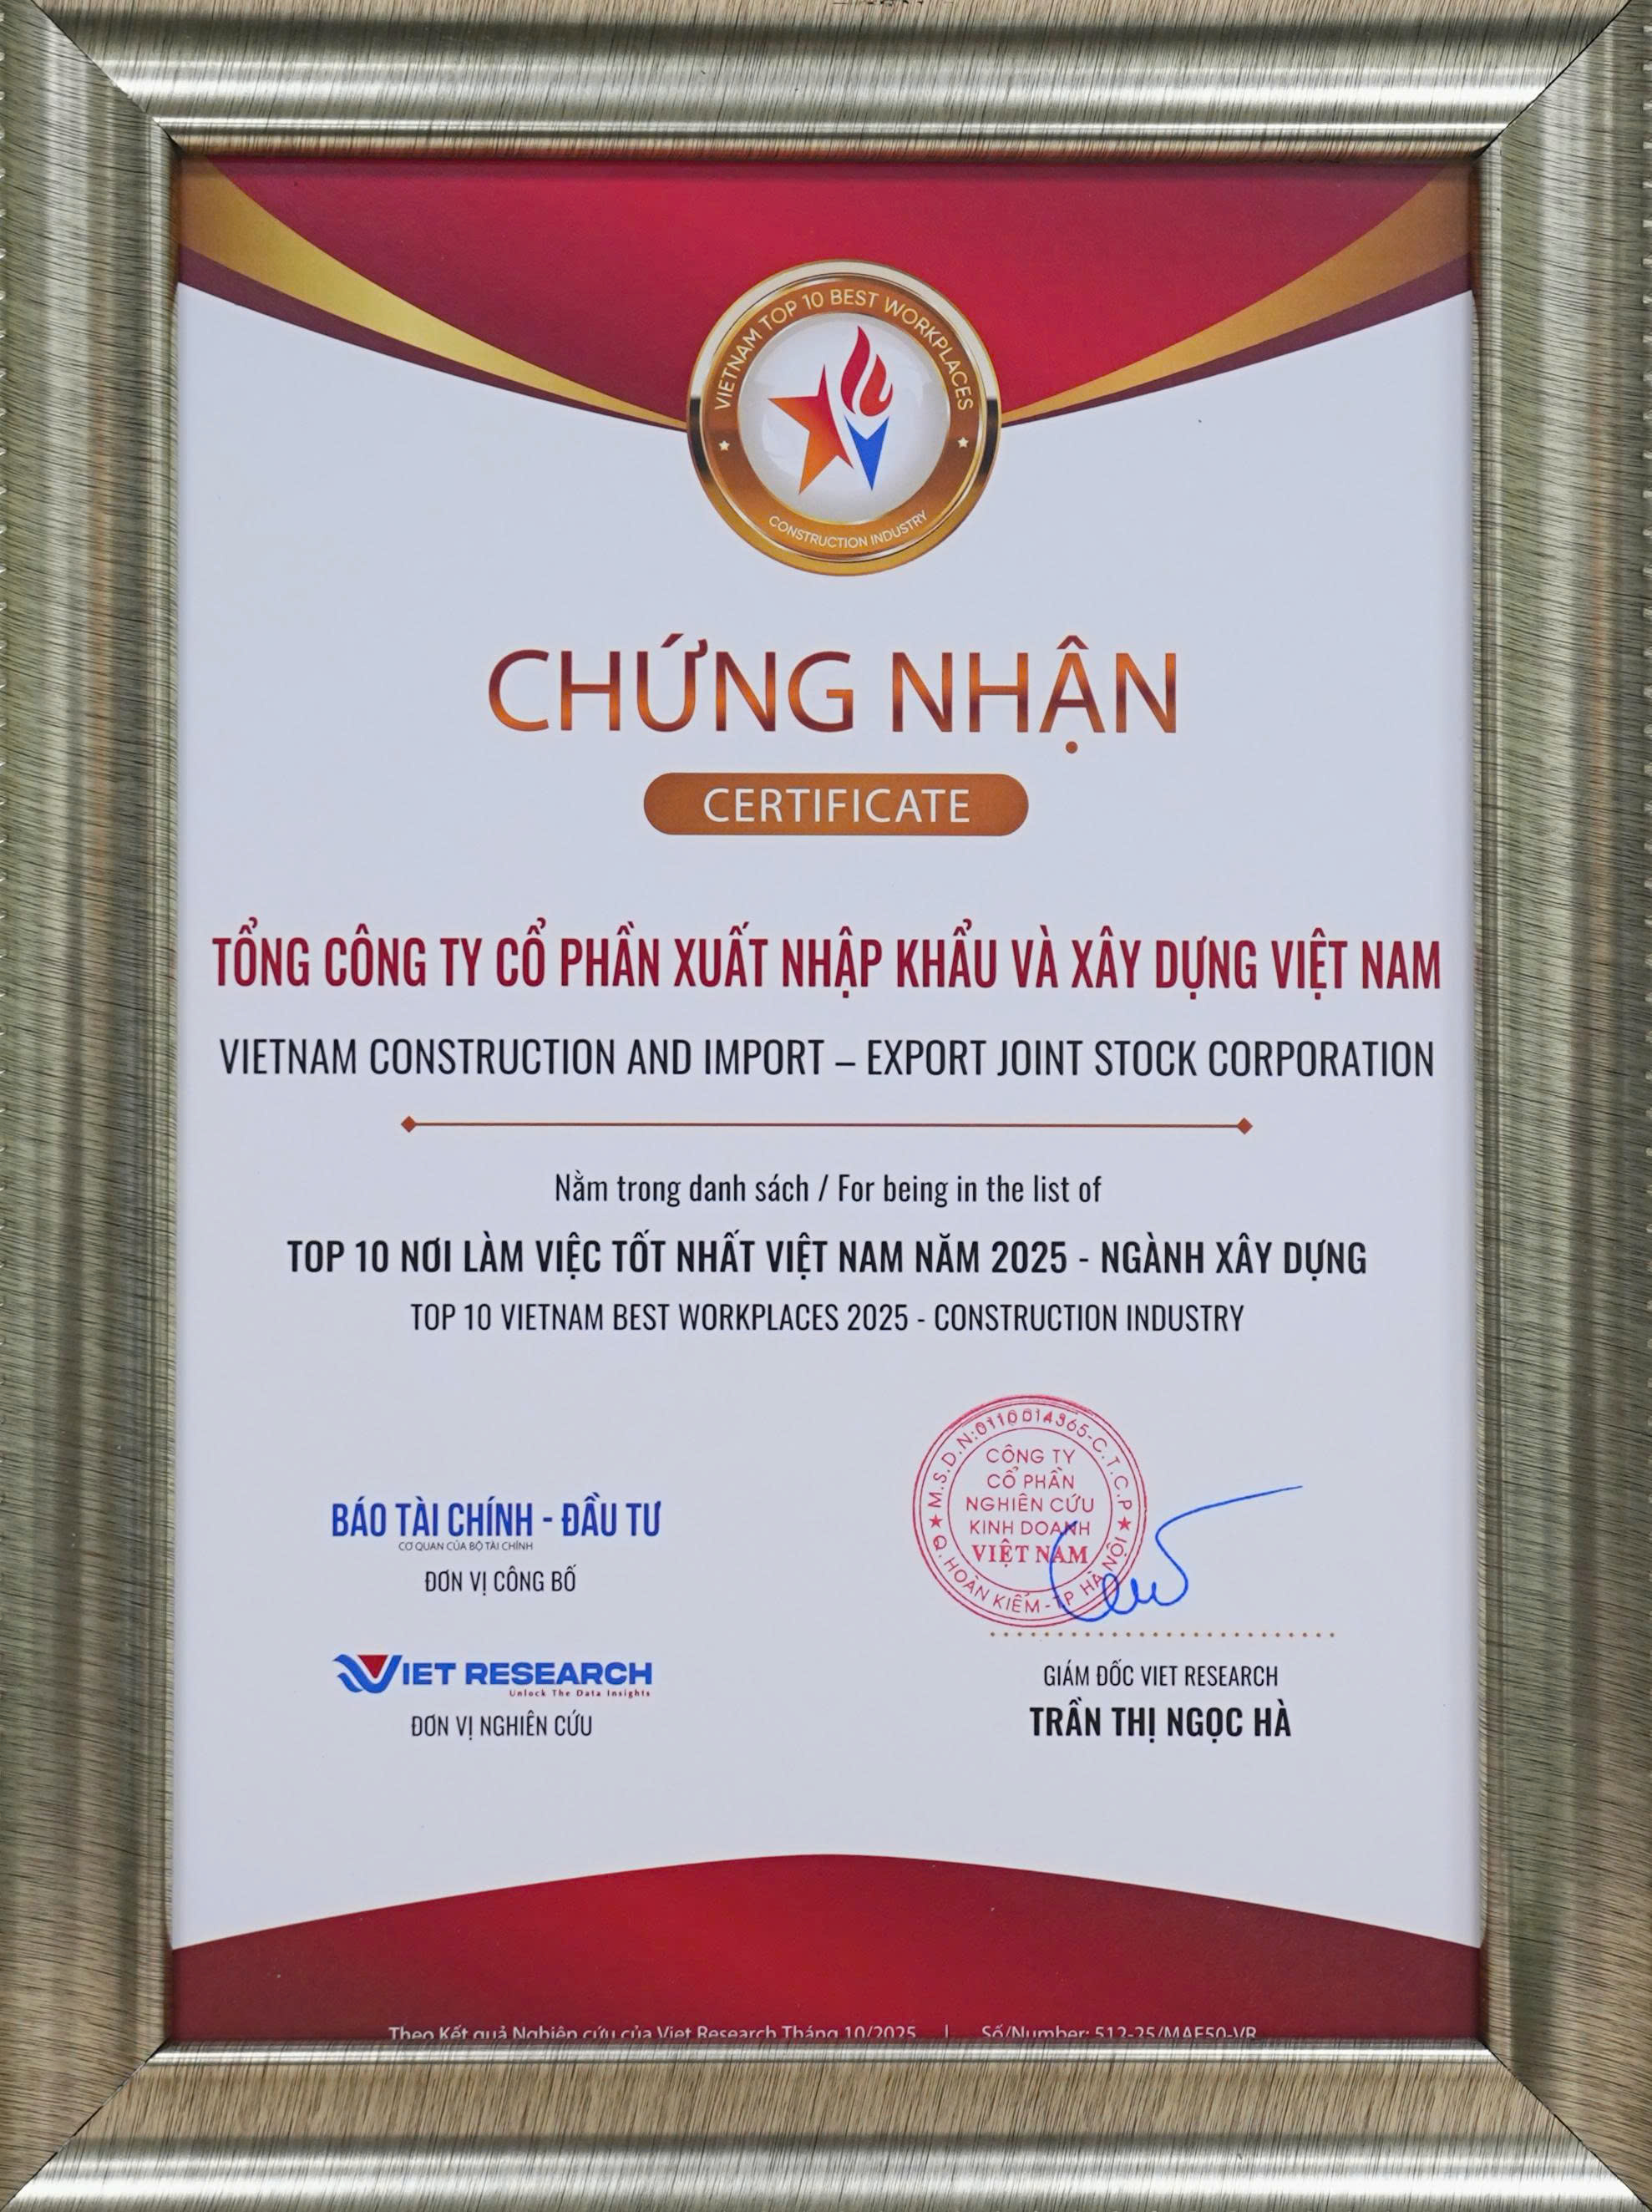 VIETNAM TOP 10 BEST WORKPLACES
CONSTRUCTION INDUSTRY
CHỨNG NHẬN
CERTIFICATE
TỔNG CÔNG TY CỔ PHẦN XUẤT NHẬP KHẨU VÀ XÂY DỰNG VIỆT NAM
VIETNAM CONSTRUCTION AND IMPORT – EXPORT JOINT STOCK CORPORATION
Nằm trong danh sách / For being in the list of
TOP 10 NƠI LÀM VIỆC TỐT NHẤT VIỆT NAM NĂM 2025 - NGÀNH XÂY DỰNG
TOP 10 VIETNAM BEST WORKPLACES 2025 - CONSTRUCTION INDUSTRY
BÁO TÀI CHÍNH - ĐẦU TƯ
CƠ QUAN CỦA BỘ TÀI CHÍNH
ĐƠN VỊ CÔNG BỐ
VIET RESEARCH
Unlock The Data Insights
ĐƠN VỊ NGHIÊN CỨU
M.S.D.N:0110014365-C.T.C.P
CÔNG TY
CỔ PHẦN
NGHIÊN CỨU
KINH DOANH
VIỆT NAM
Q. HOÀN KIẾM - TP HÀ NỘI
GIÁM ĐỐC VIET RESEARCH
TRẦN THỊ NGỌC HÀ
Theo Kết quả Nghiên cứu của Viet Research Tháng 10/2025 | Số/Number: 512-25/MAE50-VR